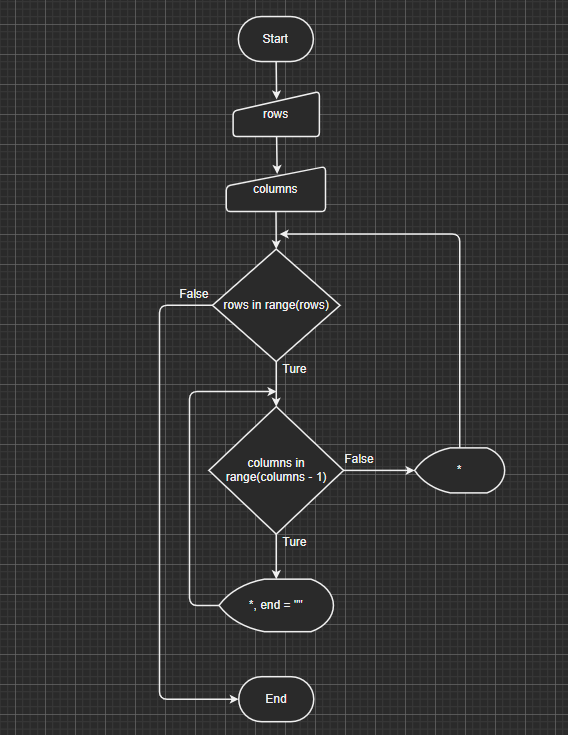 Start
rows
columns
False
rows in range(rows)
Ture
columns in
range(columns - 1)
False
*
Ture
*, end = ""
End